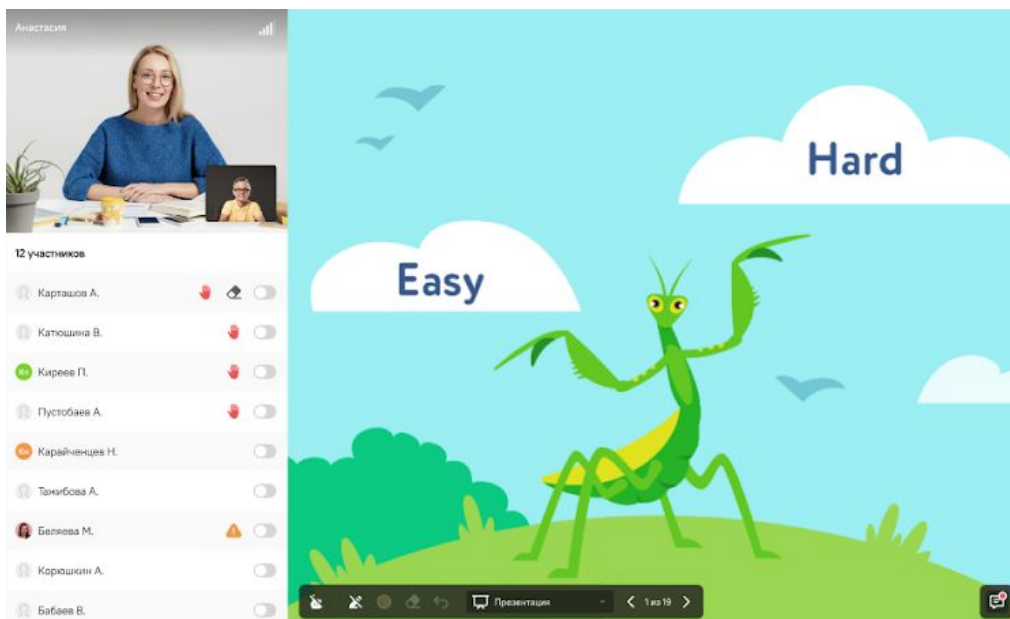 Анастасия
12 участников
Карташов А.
Катюшина В.
Киреев П.
Пустобаев А.
Карайченцев Н.
Тажибова А.
Беляева М.
Корюшкин А.
Бабаев В.
Easy
Hard
Презентация
1 из 19